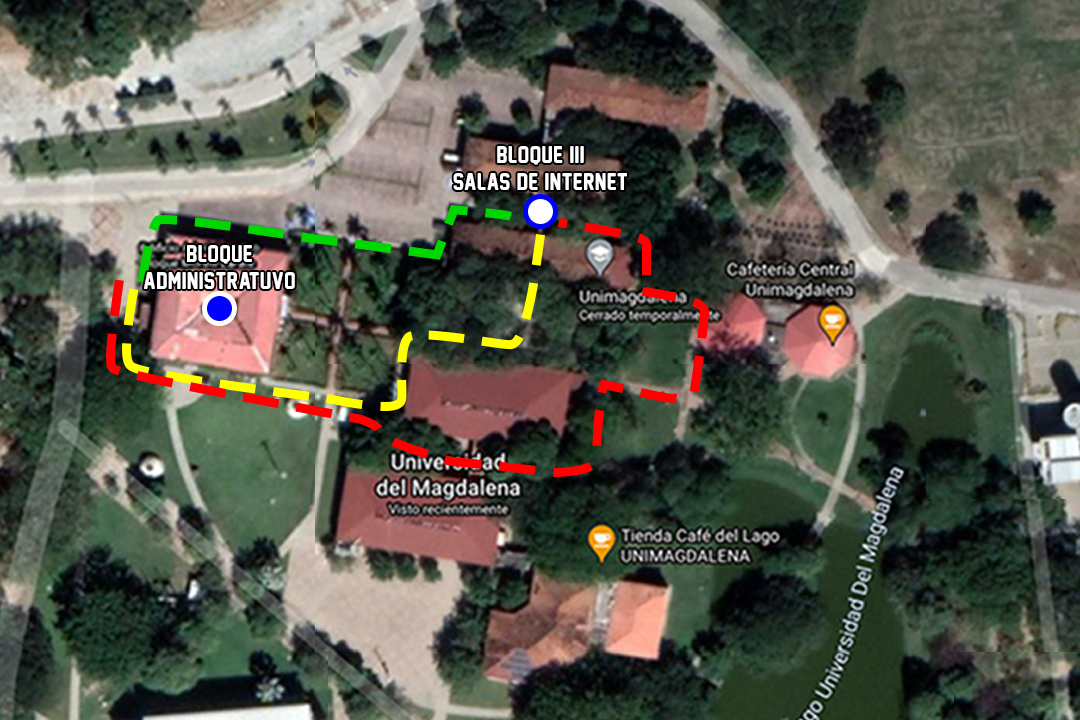 BLOQUE III
SALAS DE INTERNET
BLOQUE
ADMINISTRATUVO
Unimagdalena
Cerrado temporalmente
Cafetería Central
Unimagdalena
Universidad
del Magdalena
Visto recientemente
Tienda Café del Lago
UNIMAGDALENA
ago Universidad Del Magdalena